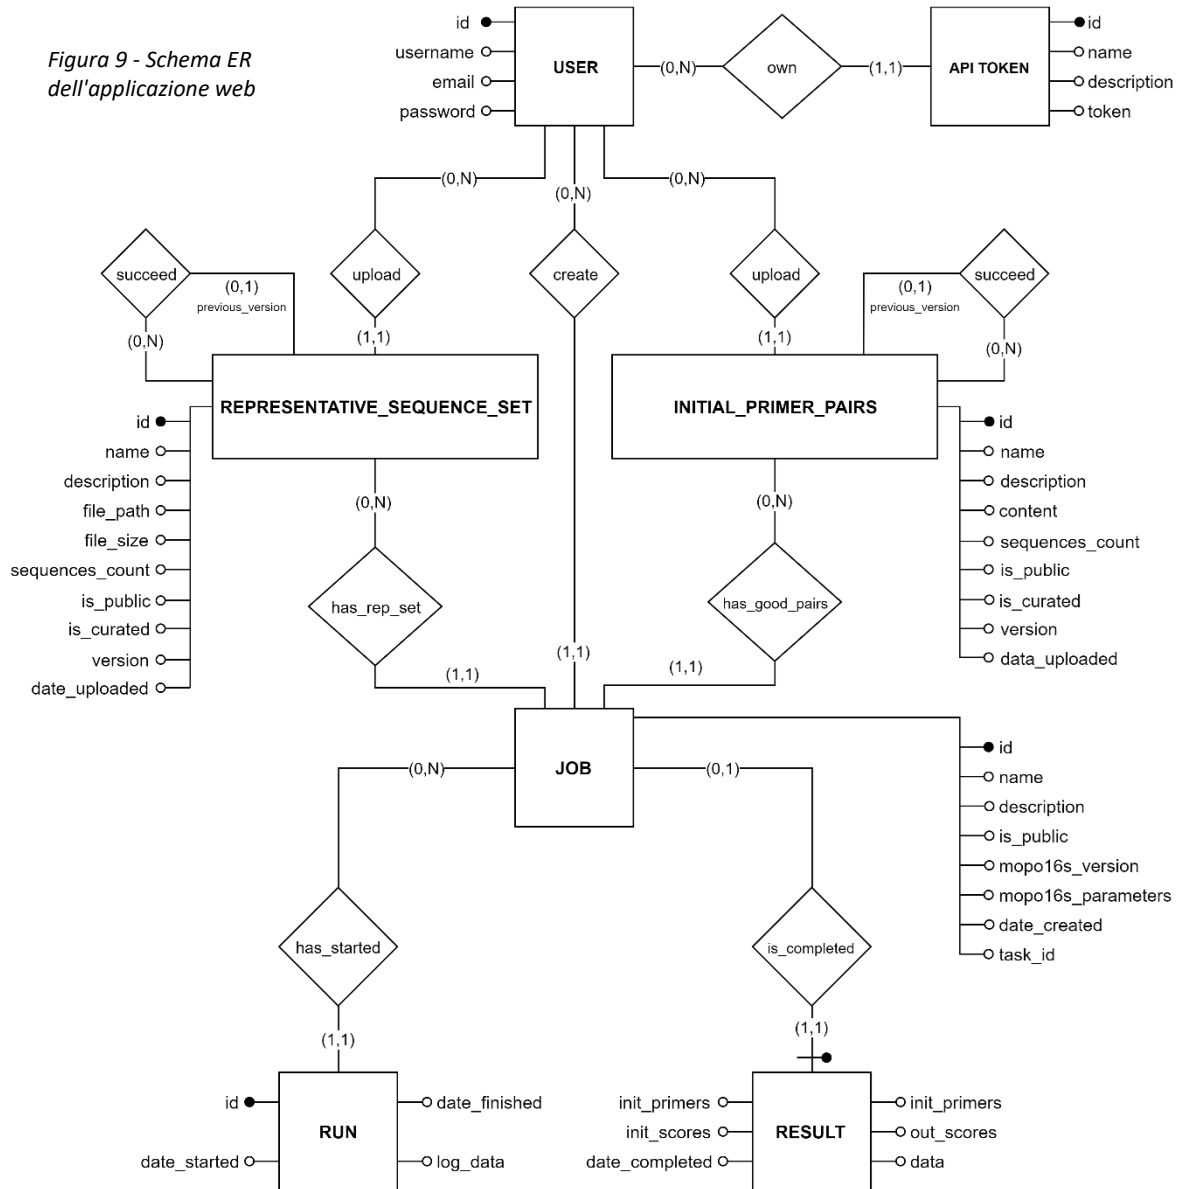 Figura 9 - Schema ER
dell'applicazione web
id
username
email
password
USER
(0,N)
own
(1,1)
API TOKEN
id
name
description
token
(0,N)
(0,N)
(0,N)
succeed
(0,1)
previous_version
(0,N)
upload
(1,1)
create
upload
(1,1)
succeed
(0,1)
previous_version
(0,N)
REPRESENTATIVE_SEQUENCE_SET
id
name
description
file_path
file_size
sequences_count
is_public
is_curated
version
date_uploaded
INITIAL_PRIMER_PAIRS
id
name
description
content
sequences_count
is_public
is_curated
version
data_uploaded
(0,N)
has_rep_set
(1,1)
(1,1)
(0,N)
has_good_pairs
(1,1)
JOB
id
name
description
is_public
mopo16s_version
mopo16s_parameters
date_created
task_id
(0,N)
has_started
(1,1)
(0,1)
is_completed
(1,1)
id
date_started
RUN
date_finished
log_data
init_primers
init_scores
date_completed
RESULT
init_primers
out_scores
data